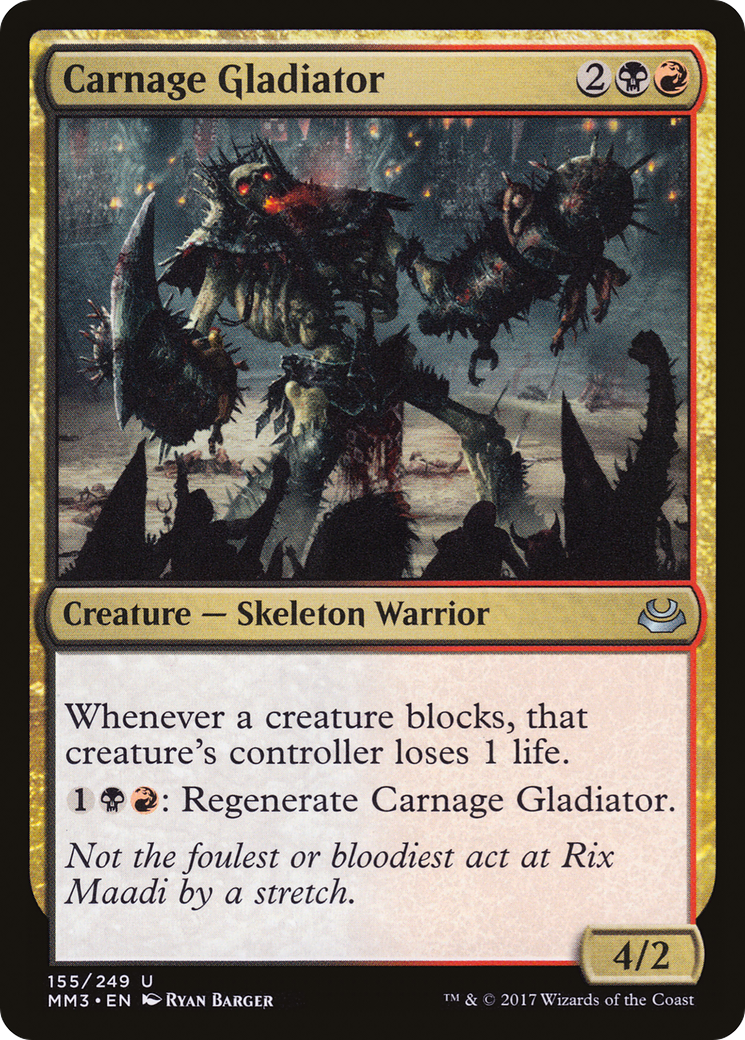 Carnage Gladiator 2
Creature — Skeleton Warrior
Whenever a creature blocks, that
creature's controller loses 1 life.
1 : Regenerate Carnage Gladiator.
Not the foulest or bloodiest act at Rix
Maadi by a stretch.
4/2
155/249 U
MM3 • EN Ryan Barger
™ & © 2017 Wizards of the Coast